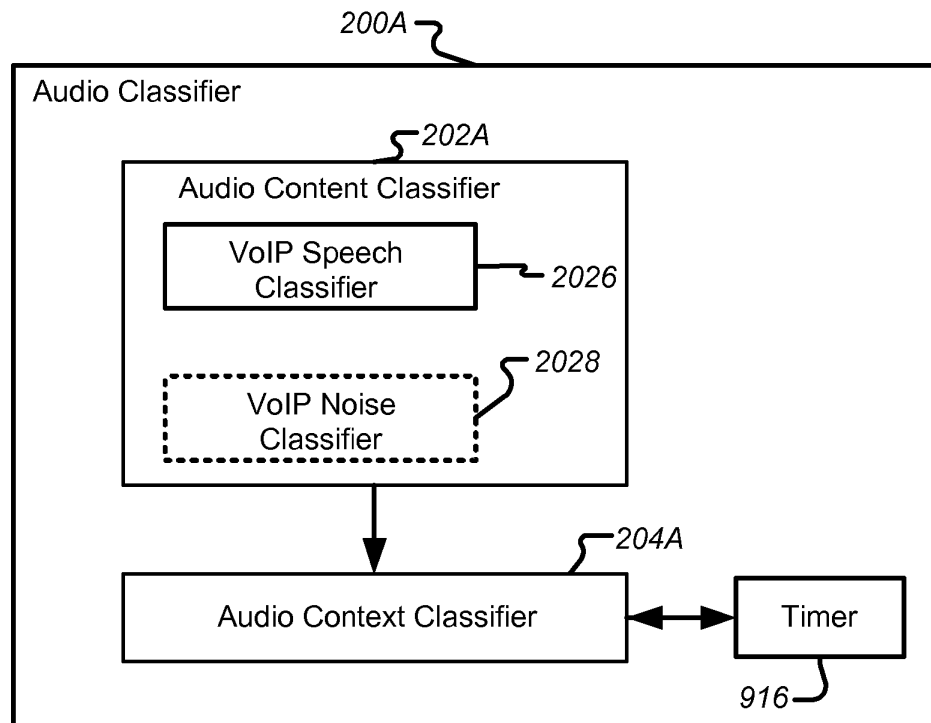 200A
Audio Classifier
202A
Audio Content Classifier
VoIP Speech
Classifier
2026
2028
VoIP Noise
Classifier
204A
Audio Context Classifier
Timer
916